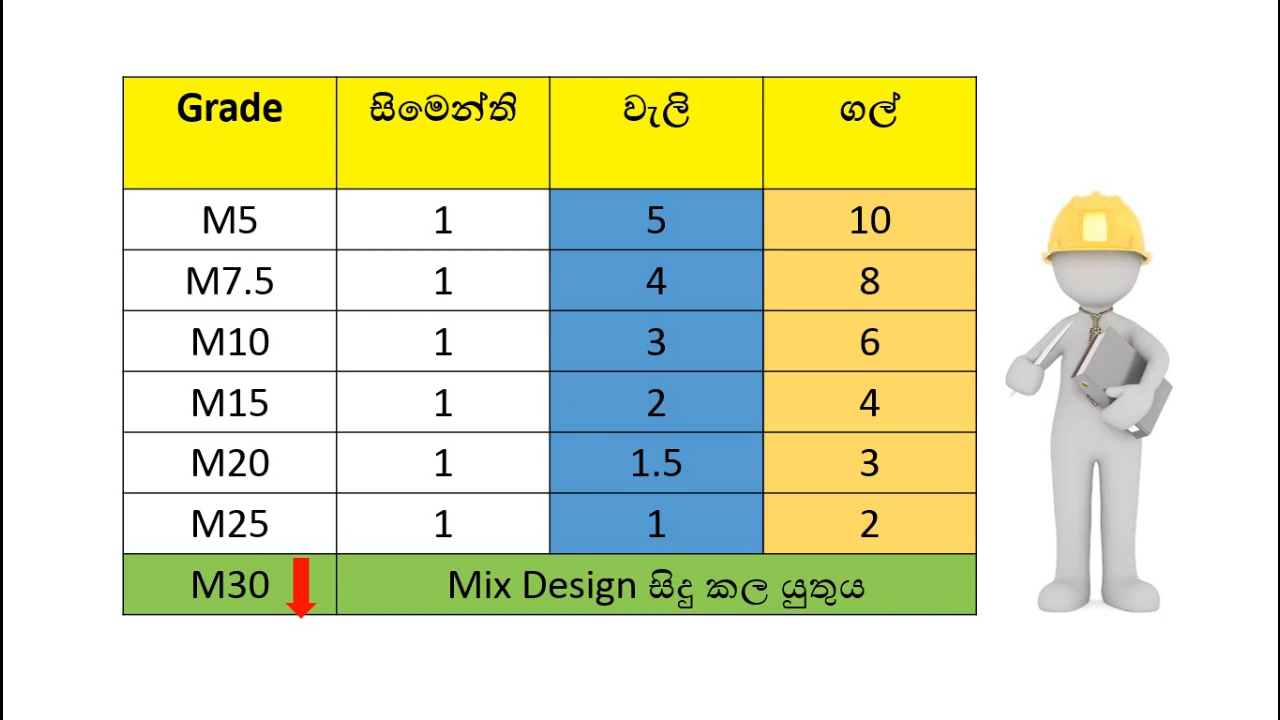 Grade සිමෙන්ති වැලි ගල්
M5 1 5 10
M7.5 1 4 8
M10 1 3 6
M15 1 2 4
M20 1 1.5 3
M25 1 1 2
M30 Mix Design සිදු කල යුතුය